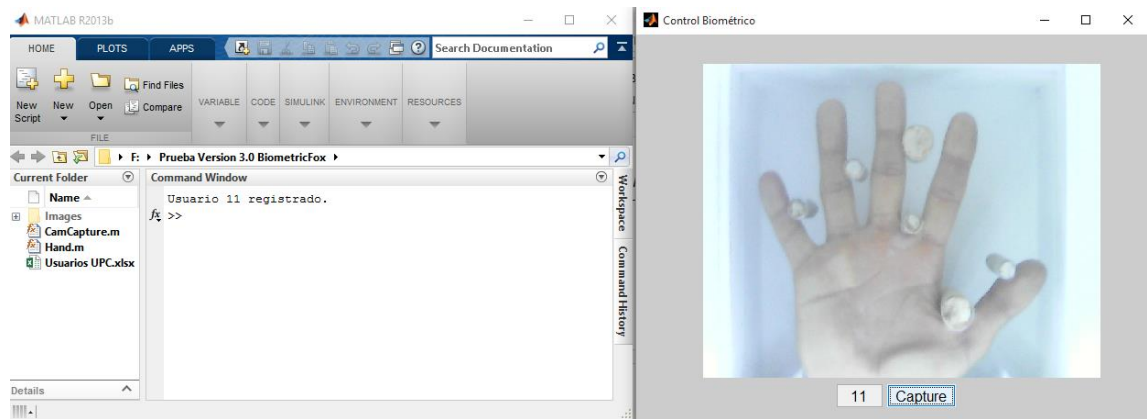 MATLAB R2013b
HOME PLOTS APPS Search Documentation
New Script New Open Find Files Compare VARIABLE CODE SIMULINK ENVIRONMENT RESOURCES
FILE
F: Prueba Version 3.0 BiometricFox
Current Folder
Name
Images
CamCapture.m
Hand.m
Usuarios UPC.xlsx
Details
Command Window
Usuario 11 registrado.
fx >>
Workspace
Command History
Control Biométrico
11 Capture